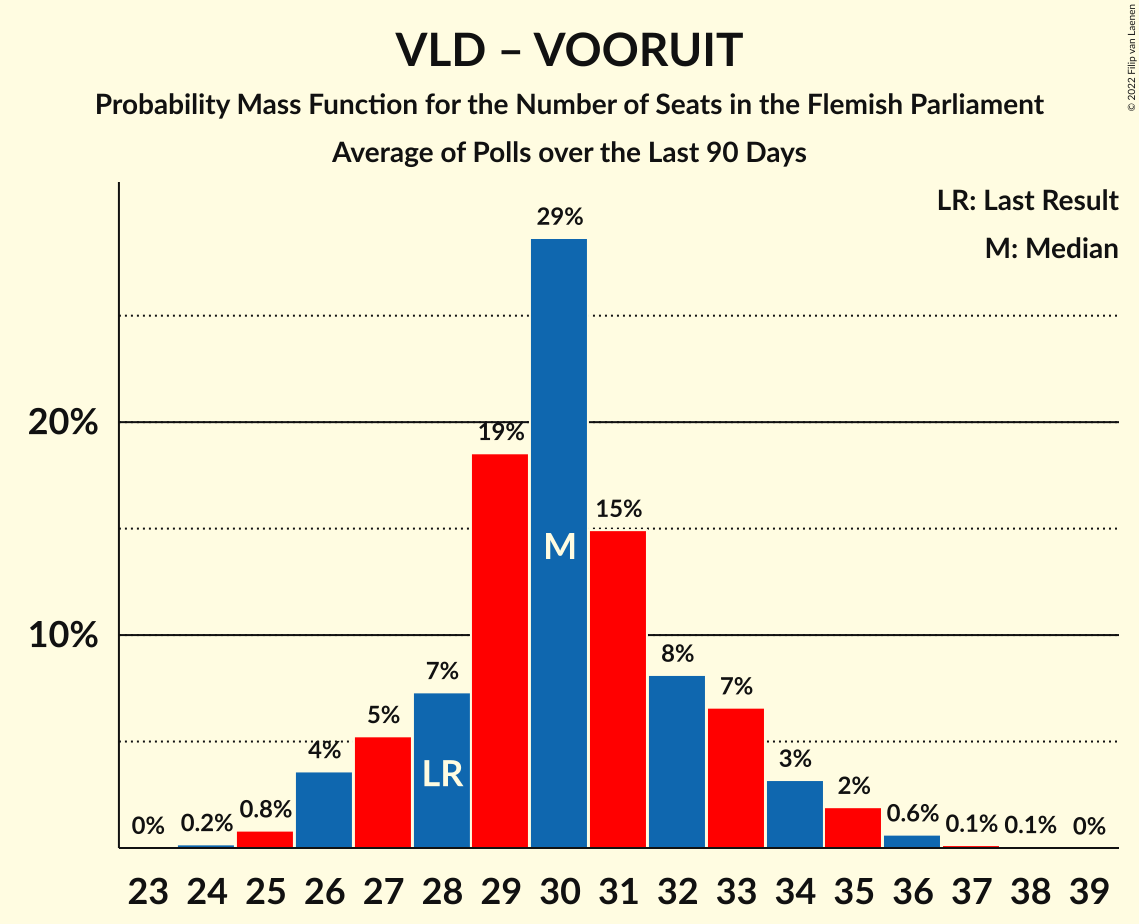 VLD – VOORUIT
Probability Mass Function for the Number of Seats in the Flemish Parliament
Average of Polls over the Last 90 Days
© 2022 Filip van Laenen
LR: Last Result
M: Median
20%
10%
0%
0.2%
0.8%
4%
5%
7%
19%
29%
15%
8%
7%
3%
2%
0.6%
0.1%
0.1%
0%
LR
M
23 24 25 26 27 28 29 30 31 32 33 34 35 36 37 38 39